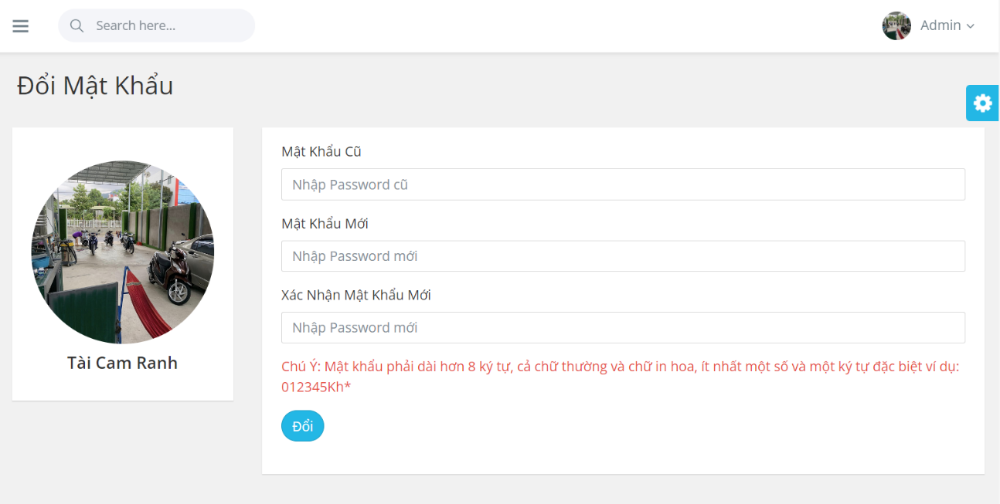 Search here...
Admin
Đổi Mật Khẩu
Tài Cam Ranh
Mật Khẩu Cũ
Nhập Password cũ
Mật Khẩu Mới
Nhập Password mới
Xác Nhận Mật Khẩu Mới
Nhập Password mới
Chú Ý: Mật khẩu phải dài hơn 8 ký tự, cả chữ thường và chữ in hoa, ít nhất một số và một ký tự đặc biệt ví dụ:
012345Kh*
Đổi